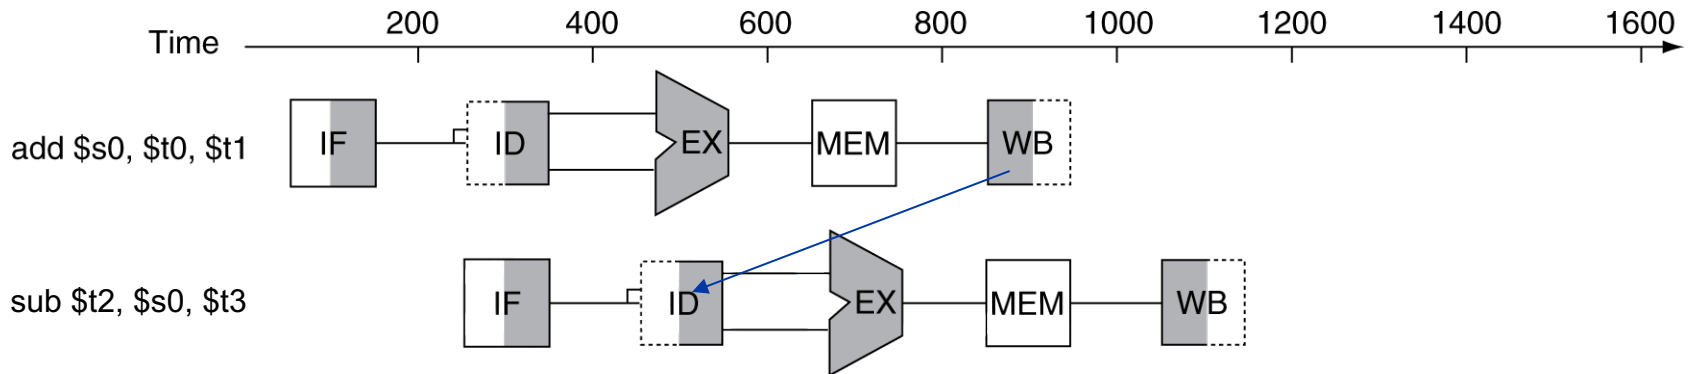 200 400 600 800 1000 1200 1400 1600
Time
add $s0, $t0, $t1 IF ID EX MEM WB
sub $t2, $s0, $t3 IF ID EX MEM WB